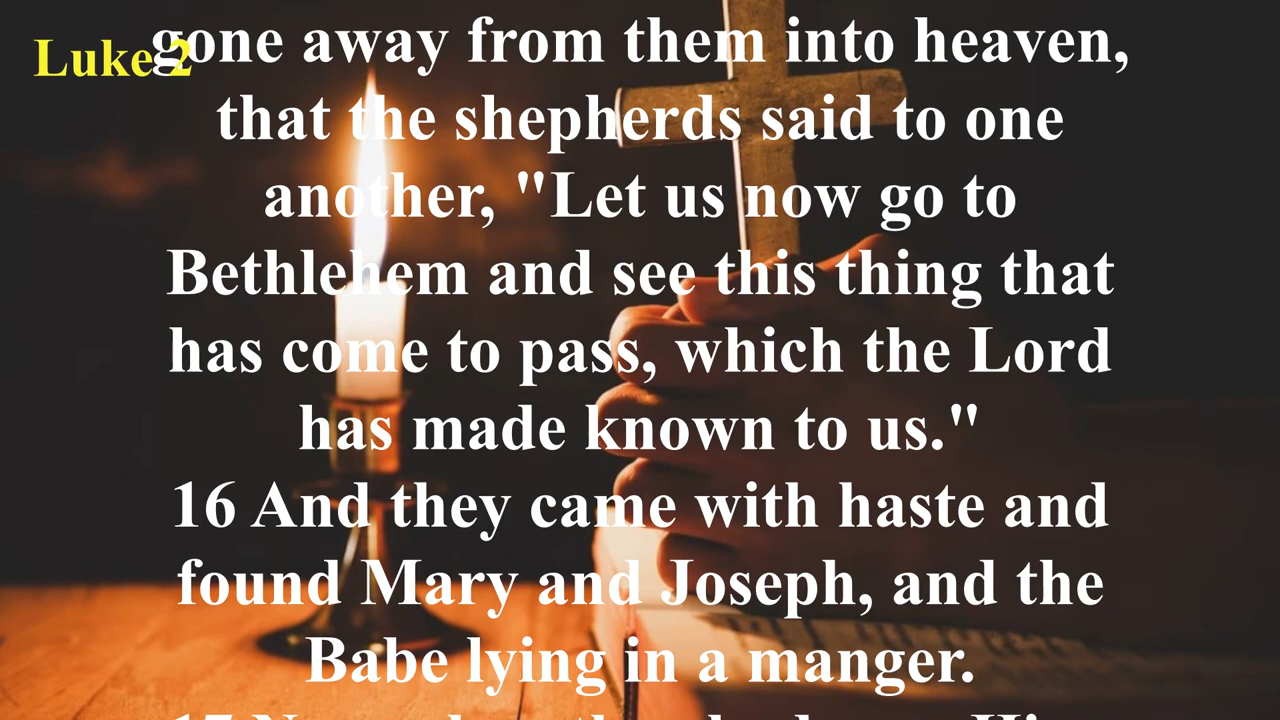 Luke 2
gone away from them into heaven,
that the shepherds said to one
another, "Let us now go to
Bethlehem and see this thing that
has come to pass, which the Lord
has made known to us."
16 And they came with haste and
found Mary and Joseph, and the
Babe lying in a manger.